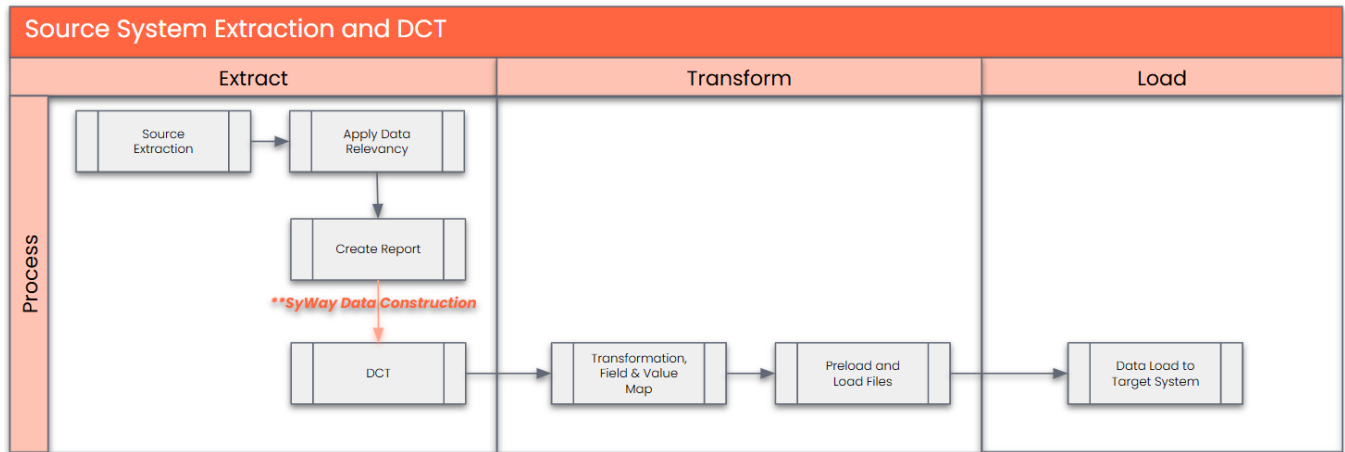 Source System Extraction and DCT
Extract
Transform
Load
Process
Source
Extraction
Apply Data
Relevancy
Create Report
**SyWay Data Construction
DCT
Transformation,
Field & Value
Map
Preload and
Load Files
Data Load to
Target System